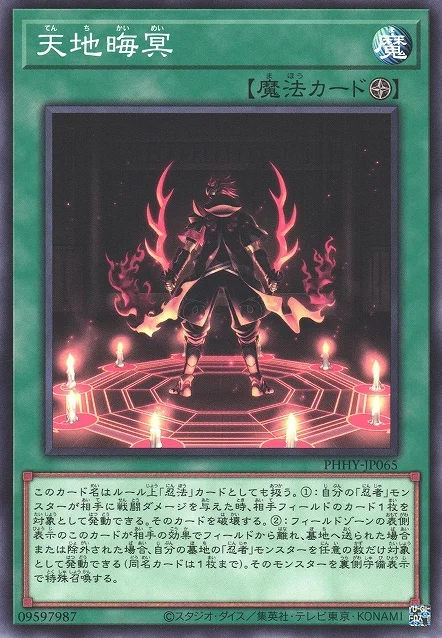 天地晦冥
魔
【魔法カード】
PHHY-JP065
このカード名はルール上「忍法」カードとしても扱う。①：自分の「忍者」モン
スターが相手に戦闘ダメージを与えた時、相手フィールドのカード1枚を
対象として発動できる。そのカードを破壊する。②：フィールドゾーンの表側
表示のこのカードが相手の効果でフィールドから離れ、墓地へ送られた場合
または除外された場合、自分の墓地の「忍者」モンスターを任意の数だけ対象
として発動できる（同名カードは1枚まで）。そのモンスターを裏側守備表示
で特殊召喚する。
09597987
©スタジオ・ダイス／集英社・テレビ東京・KONAMI